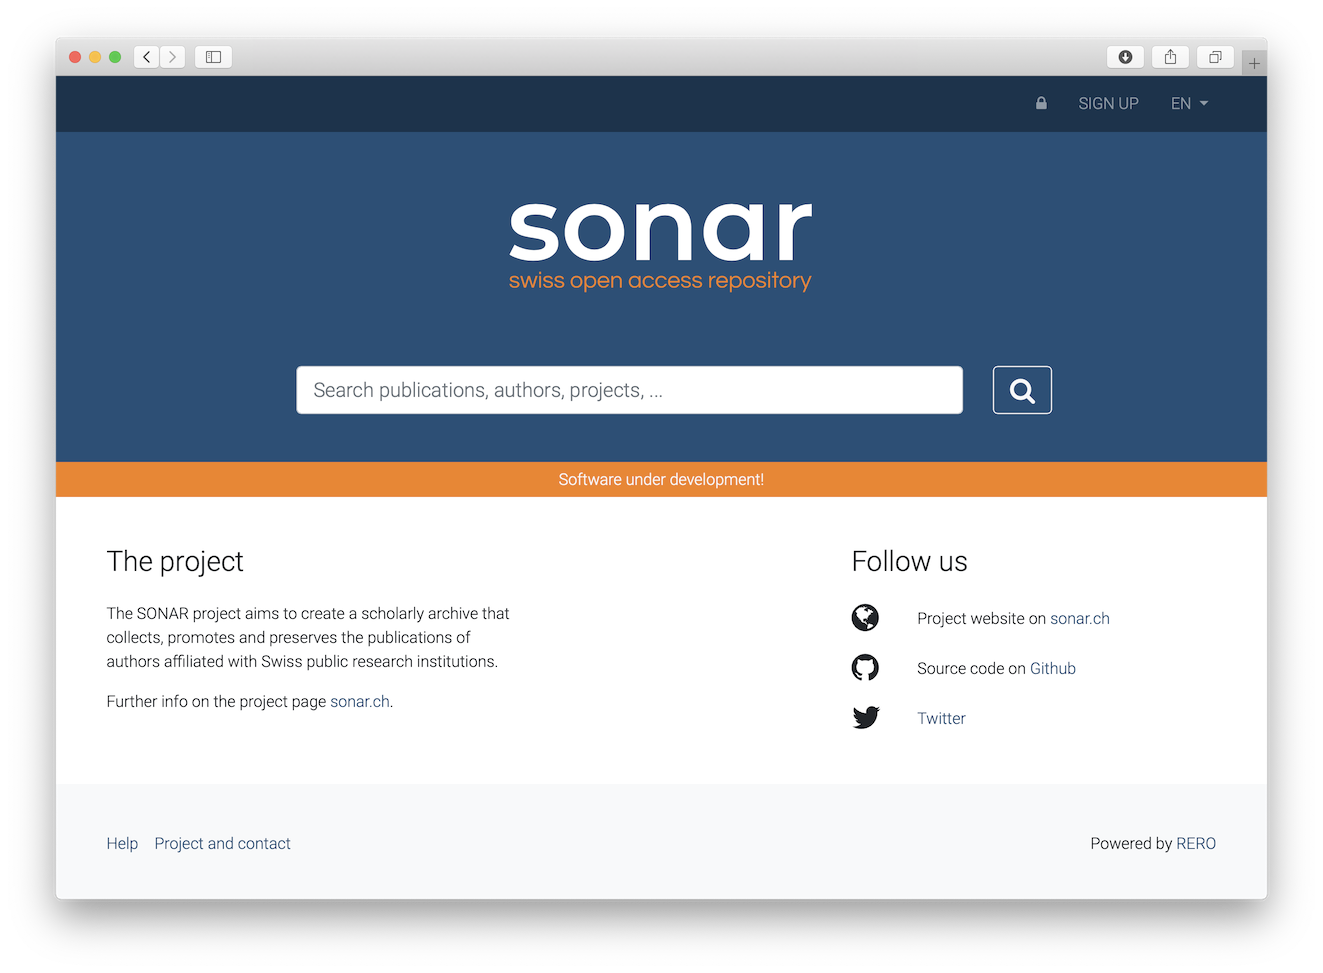 SIGN UP EN
sonar
swiss open access repository
Search publications, authors, projects, ...
Software under development!
The project
The SONAR project aims to create a scholarly archive that
collects, promotes and preserves the publications of
authors affiliated with Swiss public research institutions.
Further info on the project page sonar.ch.
Follow us
Project website on sonar.ch
Source code on Github
Twitter
Help Project and contact
Powered by RERO